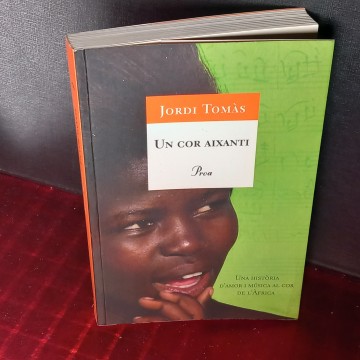 JORDI TOMÀS
UN COR AIXANTI
Proa
UNA HISTÒRIA
D'AMOR I MÚSICA AL COR
DE L'ÀFRICA